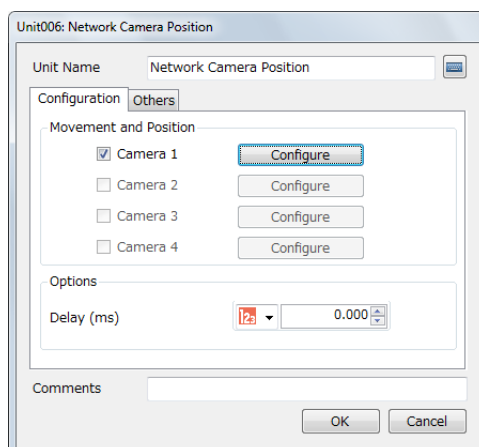 Unit006: Network Camera Position
Unit Name Network Camera Position
Configuration Others
Movement and Position
Camera 1 Configure
Camera 2 Configure
Camera 3 Configure
Camera 4 Configure
Options
Delay (ms) 123 0.000
Comments
OK Cancel